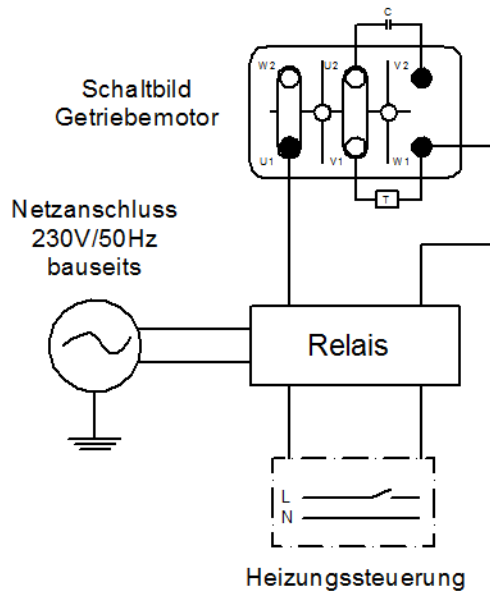 C
W2
U2
V2
Schaltbild
Getriebemotor
U1
V1
W1
T
Netzanschluss
230V/50Hz
bauseits
Relais
L
N
Heizungssteuerung